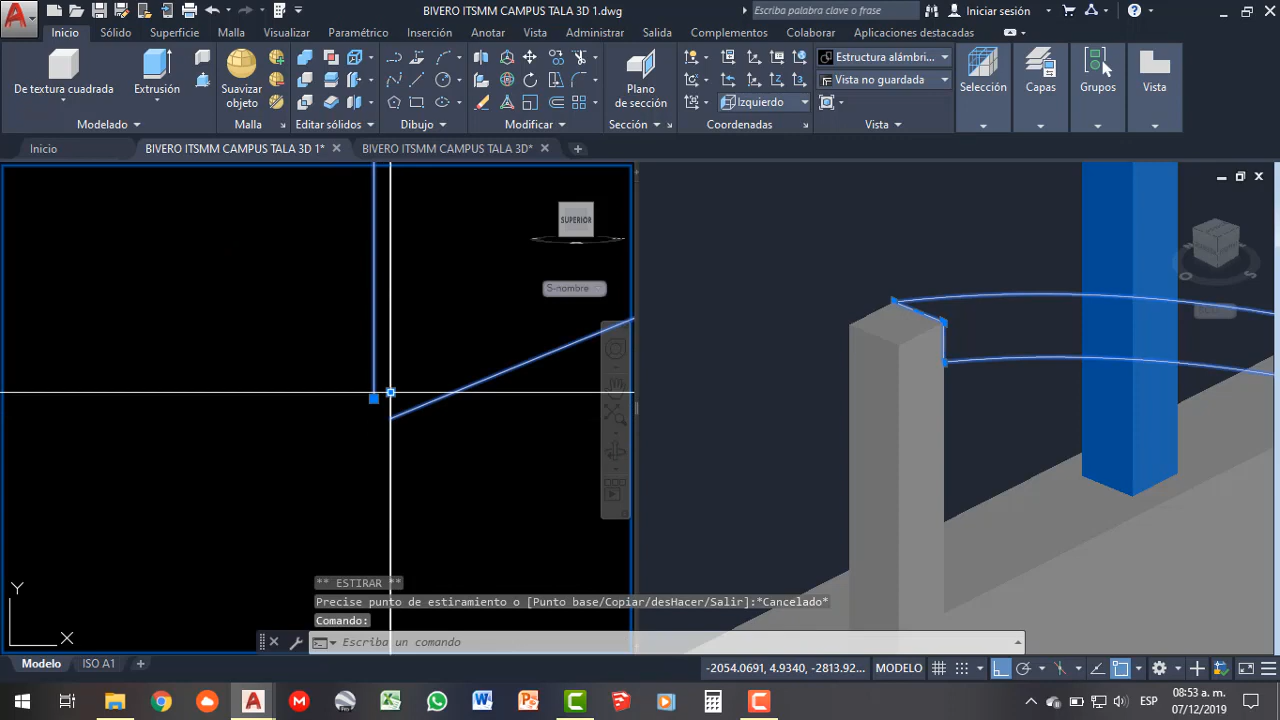 BIVERO ITSMM CAMPUS TALA 3D 1.dwg
Escriba palabra clave o frase
Iniciar sesión
Inicio Sólido Superficie Malla Visualizar Paramétrico Inserción Anotar Vista Administrar Salida Complementos Colaborar Aplicaciones destacadas
De textura cuadrada
Extrusión
Suavizar
objeto
Plano
de sección
Estructura alámbri...
Vista no guardada
Izquierdo
Selección
Capas
Grupos
Vista
Modelado
Malla
Editar sólidos
Dibujo
Modificar
Sección
Coordenadas
Vista
Inicio
BIVERO ITSMM CAMPUS TALA 3D 1*
BIVERO ITSMM CAMPUS TALA 3D*
SUPERIOR
S-nombre
O
S
Y
X
** ESTIRAR **
Precise punto de estiramiento o [Punto base/Copiar/desHacer/Salir]:*Cancelado*
Comando:
Escriba un comando
Modelo
ISO A1
-2054.0691, 4.9340, -2813.92...
MODELO
ESP
08:53 a. m.
07/12/2019